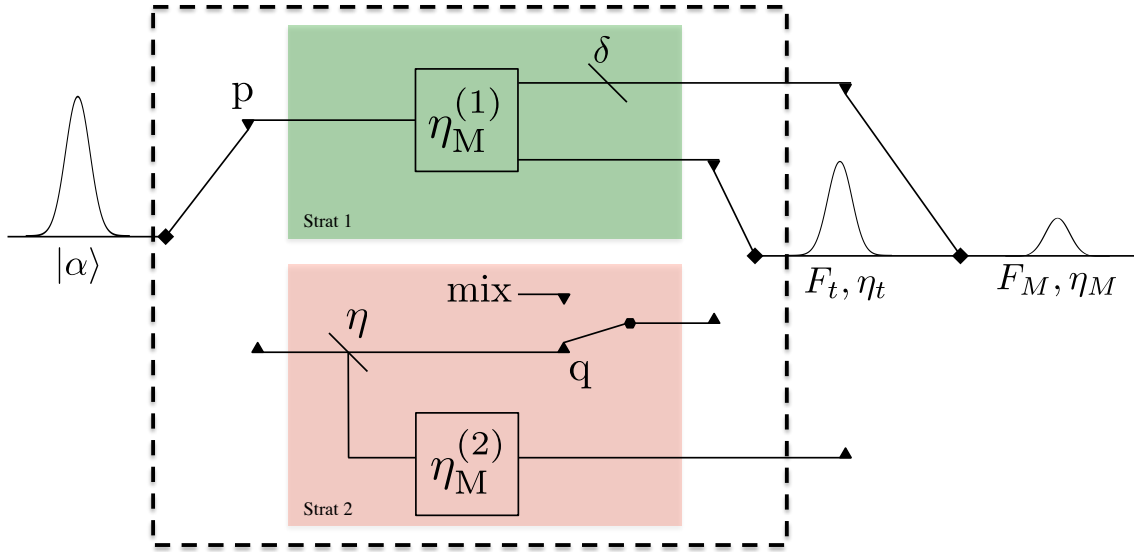 δ
p
η_M^(1)
Strat 1
|α⟩
F_t, η_t
F_M, η_M
mix
η
q
η_M^(2)
Strat 2